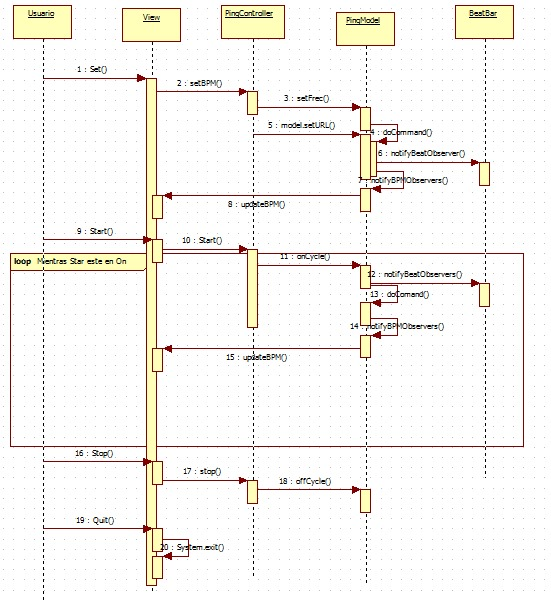 Usuario
View
PingController
PingModel
BeatBar
1 : Set()
2 : setBPM()
3 : setFrec()
4 : doCommand()
5 : model.setURL()
6 : notifyBeatObserver()
7 : notifyBPMObservers()
8 : updateBPM()
9 : Start()
10 : Start()
loop Mientras Star este en On
11 : onCycle()
12 : notifyBeatObservers()
13 : doComand()
14 : notifyBPMObservers()
15 : updateBPM()
16 : Stop()
17 : stop()
18 : offCycle()
19 : Quit()
20 : System.exit()